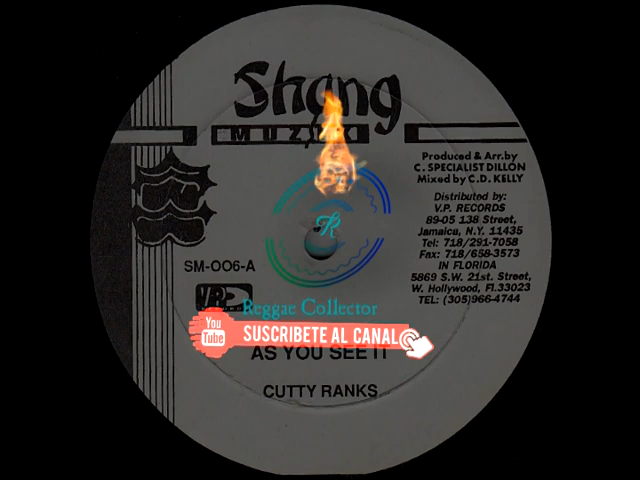 Shang
MUZIK
Produced & Arr.by
C. SPECIALIST DILLON
Mixed by C.D. KELLY
Distributed by:
V.P. RECORDS
89-05 138 Street,
Jamaica, N.Y. 11435
Tel: 718/291-7058
Fax: 718/658-3573
IN FLORIDA
5869 S.W. 21st. Street,
W. Hollywood, Fl.33023
TEL: (305)966-4744
SM-006-A
VP
R
Reggae Collector
You
Tube
SUSCRIBETE AL CANAL
AS YOU SEE IT
CUTTY RANKS